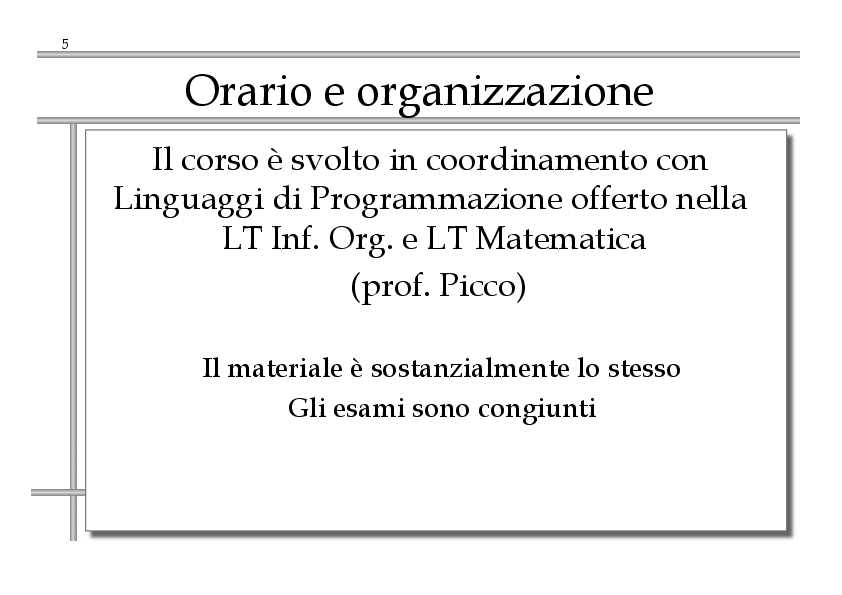 5
Orario e organizzazione
Il corso è svolto in coordinamento con
Linguaggi di Programmazione offerto nella
LT Inf. Org. e LT Matematica
(prof. Picco)
Il materiale è sostanzialmente lo stesso
Gli esami sono congiunti